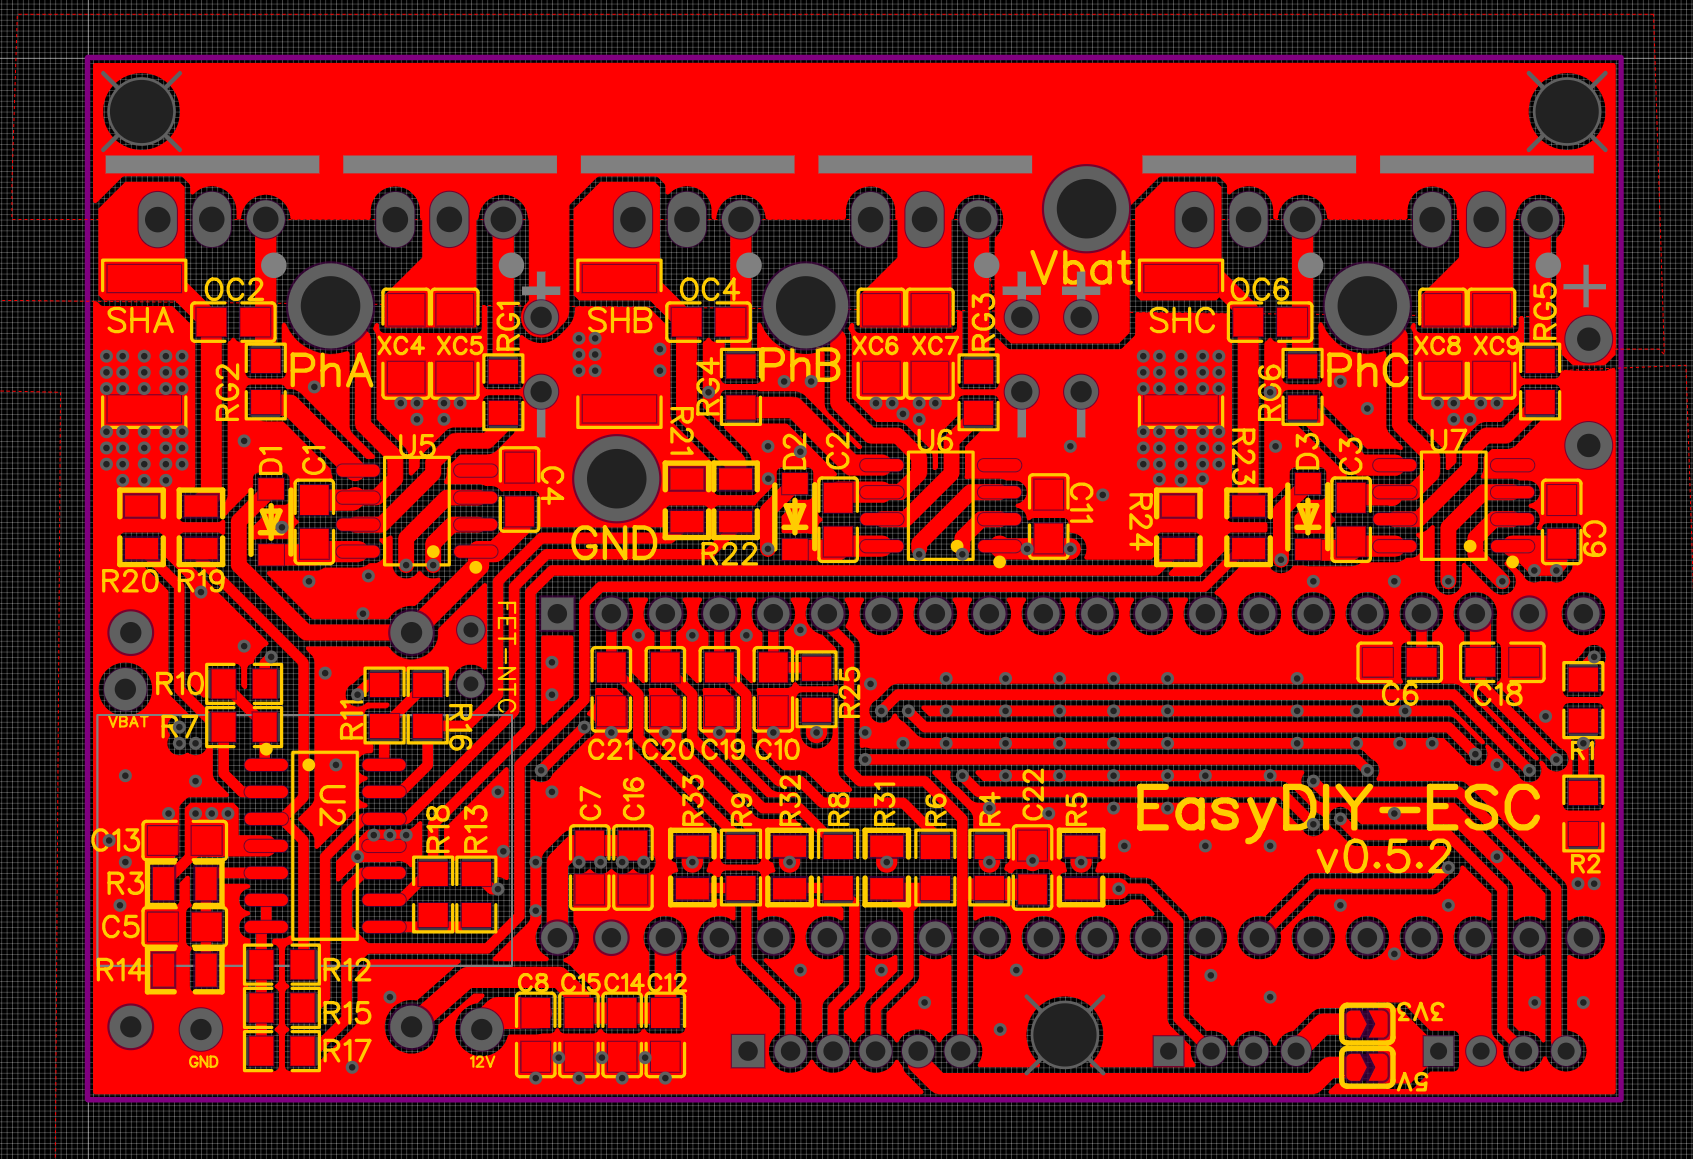 Vbat
OC2
OC4
OC6
RG1
RG3
RG5
SHA
SHB
SHC
XC4 XC5
XC6 XC7
XC8 XC9
PhA
PhB
PhC
RG2
RG4
RG6
R21
U5
U6
U7
D1
C1
D2
C2
R23
D3
C3
C4
C11
R24
C9
GND
R22
R20
R19
FET-NTC
R10
R25
C6
C18
VBAT
R7
R11
R16
C21
C20
C19
C10
R1
U2
C7
C16
R33
R9
R32
R8
R31
R6
R4
C22
R5
EasyDIY-ESC
v0.5.2
R18
R13
C13
R2
R3
C5
R14
R12
C8
C15
C14
C12
R15
3V3
R17
GND
12V
5V